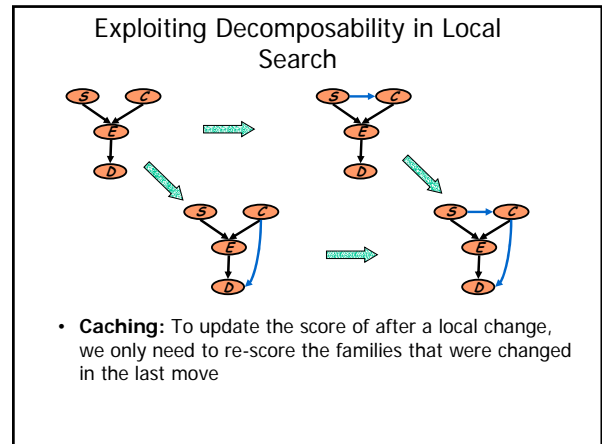 Exploiting Decomposability in Local
Search
S C
E
D
S C
E
D
S C
E
D
S C
E
D
• Caching: To update the score of after a local change,
we only need to re-score the families that were changed
in the last move